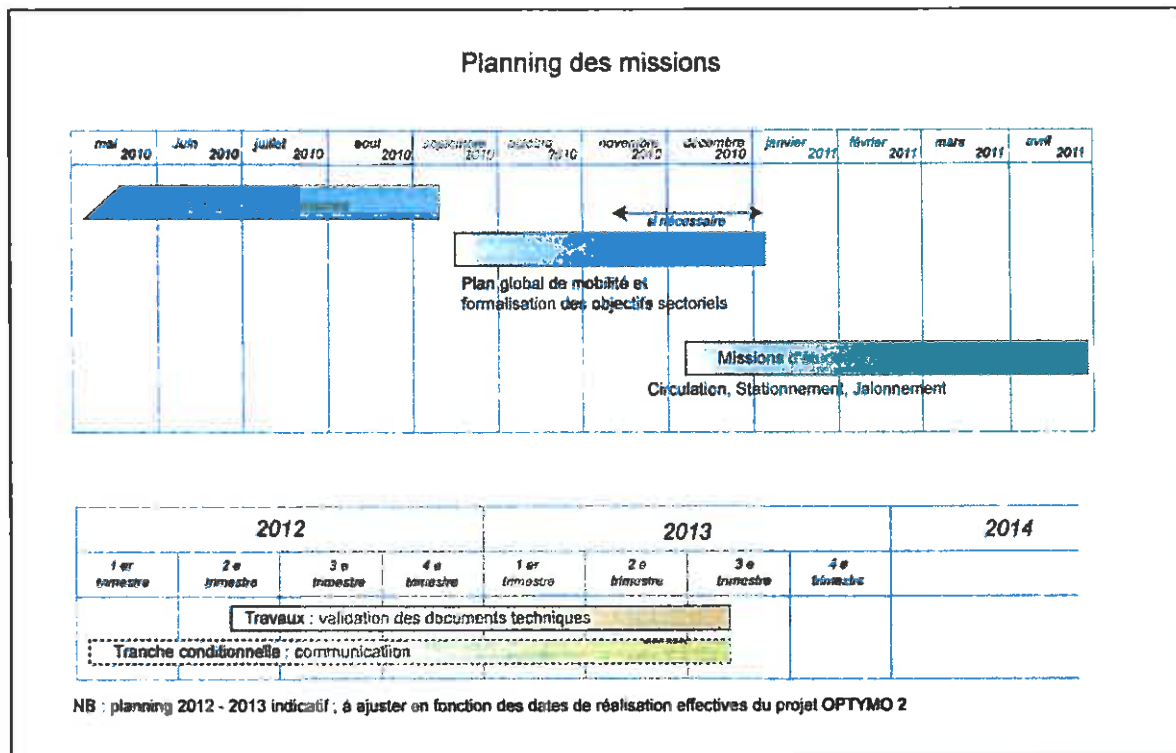 Planning des missions
mai 2010 juin 2010 juillet 2010 aout 2010 septembre 2010 octobre 2010 novembre 2010 décembre 2010 janvier 2011 février 2011 mars 2011 avril 2011
si nécessaire
Plan global de mobilité et
formalisation des objectifs sectoriels
Missions
Circulation, Stationnement, Jalonnement
2012 2013 2014
1 er trimestre 2 e trimestre 3 e trimestre 4 e trimestre 1 er trimestre 2 e trimestre 3 e trimestre 4 e trimestre
Travaux : validation des documents techniques
Tranche conditionnelle : communicatiion
NB : planning 2012 - 2013 indicatif ; à ajuster en fonction des dates de réalisation effectives du projet OPTYMO 2